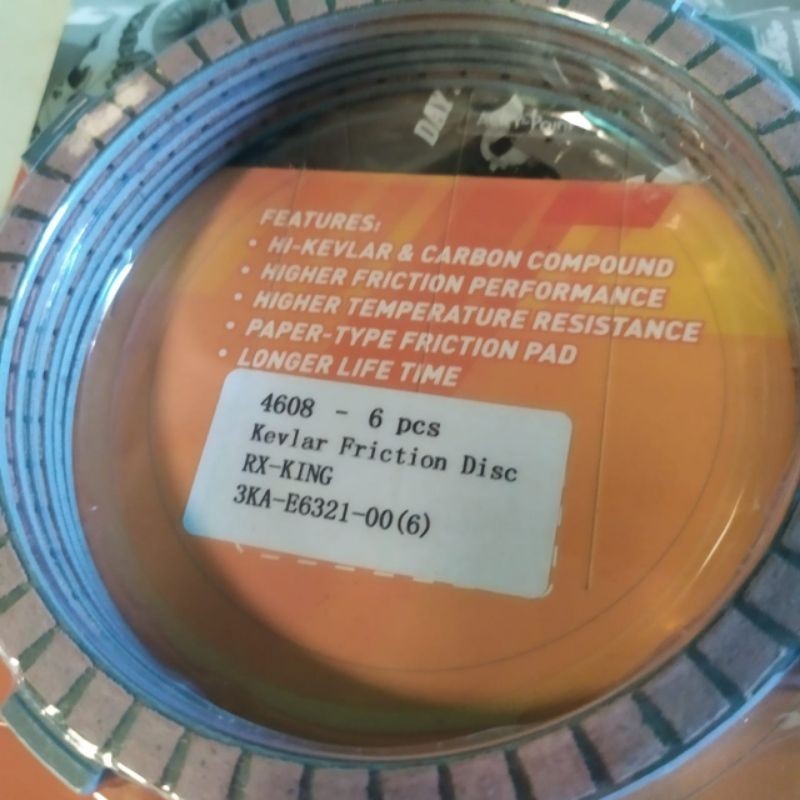 DAY
FEATURES:
• HI-KEVLAR & CARBON COMPOUND
• HIGHER FRICTION PERFORMANCE
• HIGHER TEMPERATURE RESISTANCE
• PAPER-TYPE FRICTION PAD
• LONGER LIFE TIME
4608 - 6 pcs
Kevlar Friction Disc
RX-KING
3KA-E6321-00(6)